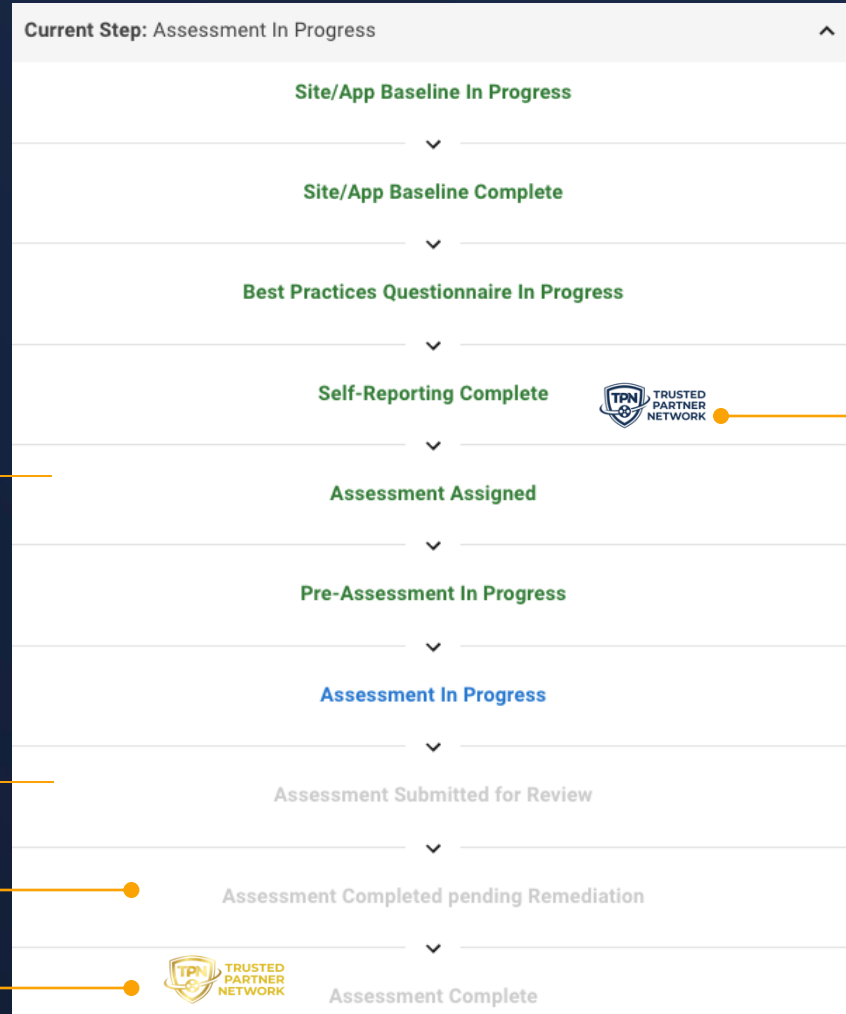 Current Step: Assessment In Progress
Site/App Baseline In Progress
Site/App Baseline Complete
Best Practices Questionnaire In Progress
Self-Reporting Complete
TPN
TRUSTED
PARTNER
NETWORK
Assessment Assigned
Pre-Assessment In Progress
Assessment In Progress
Assessment Submitted for Review
Assessment Completed pending Remediation
TPN
TRUSTED
PARTNER
NETWORK
Assessment Complete